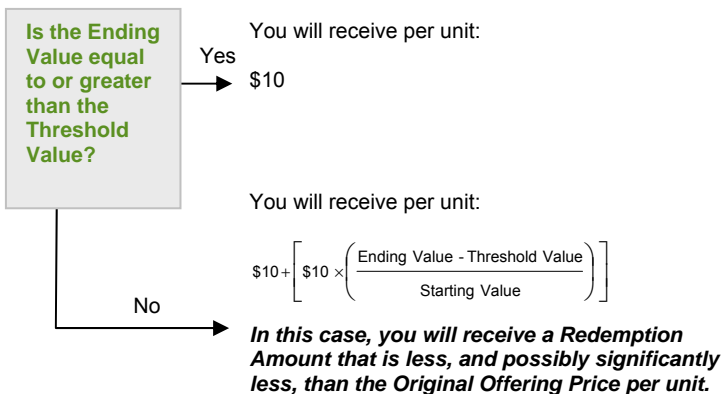 Is the Ending
Value equal
to or greater
than the
Threshold
Value?
Yes
You will receive per unit:
$10
You will receive per unit:
$10+[$10 ×(Ending Value - Threshold Value
Starting Value)]
No
In this case, you will receive a Redemption
Amount that is less, and possibly significantly
less, than the Original Offering Price per unit.